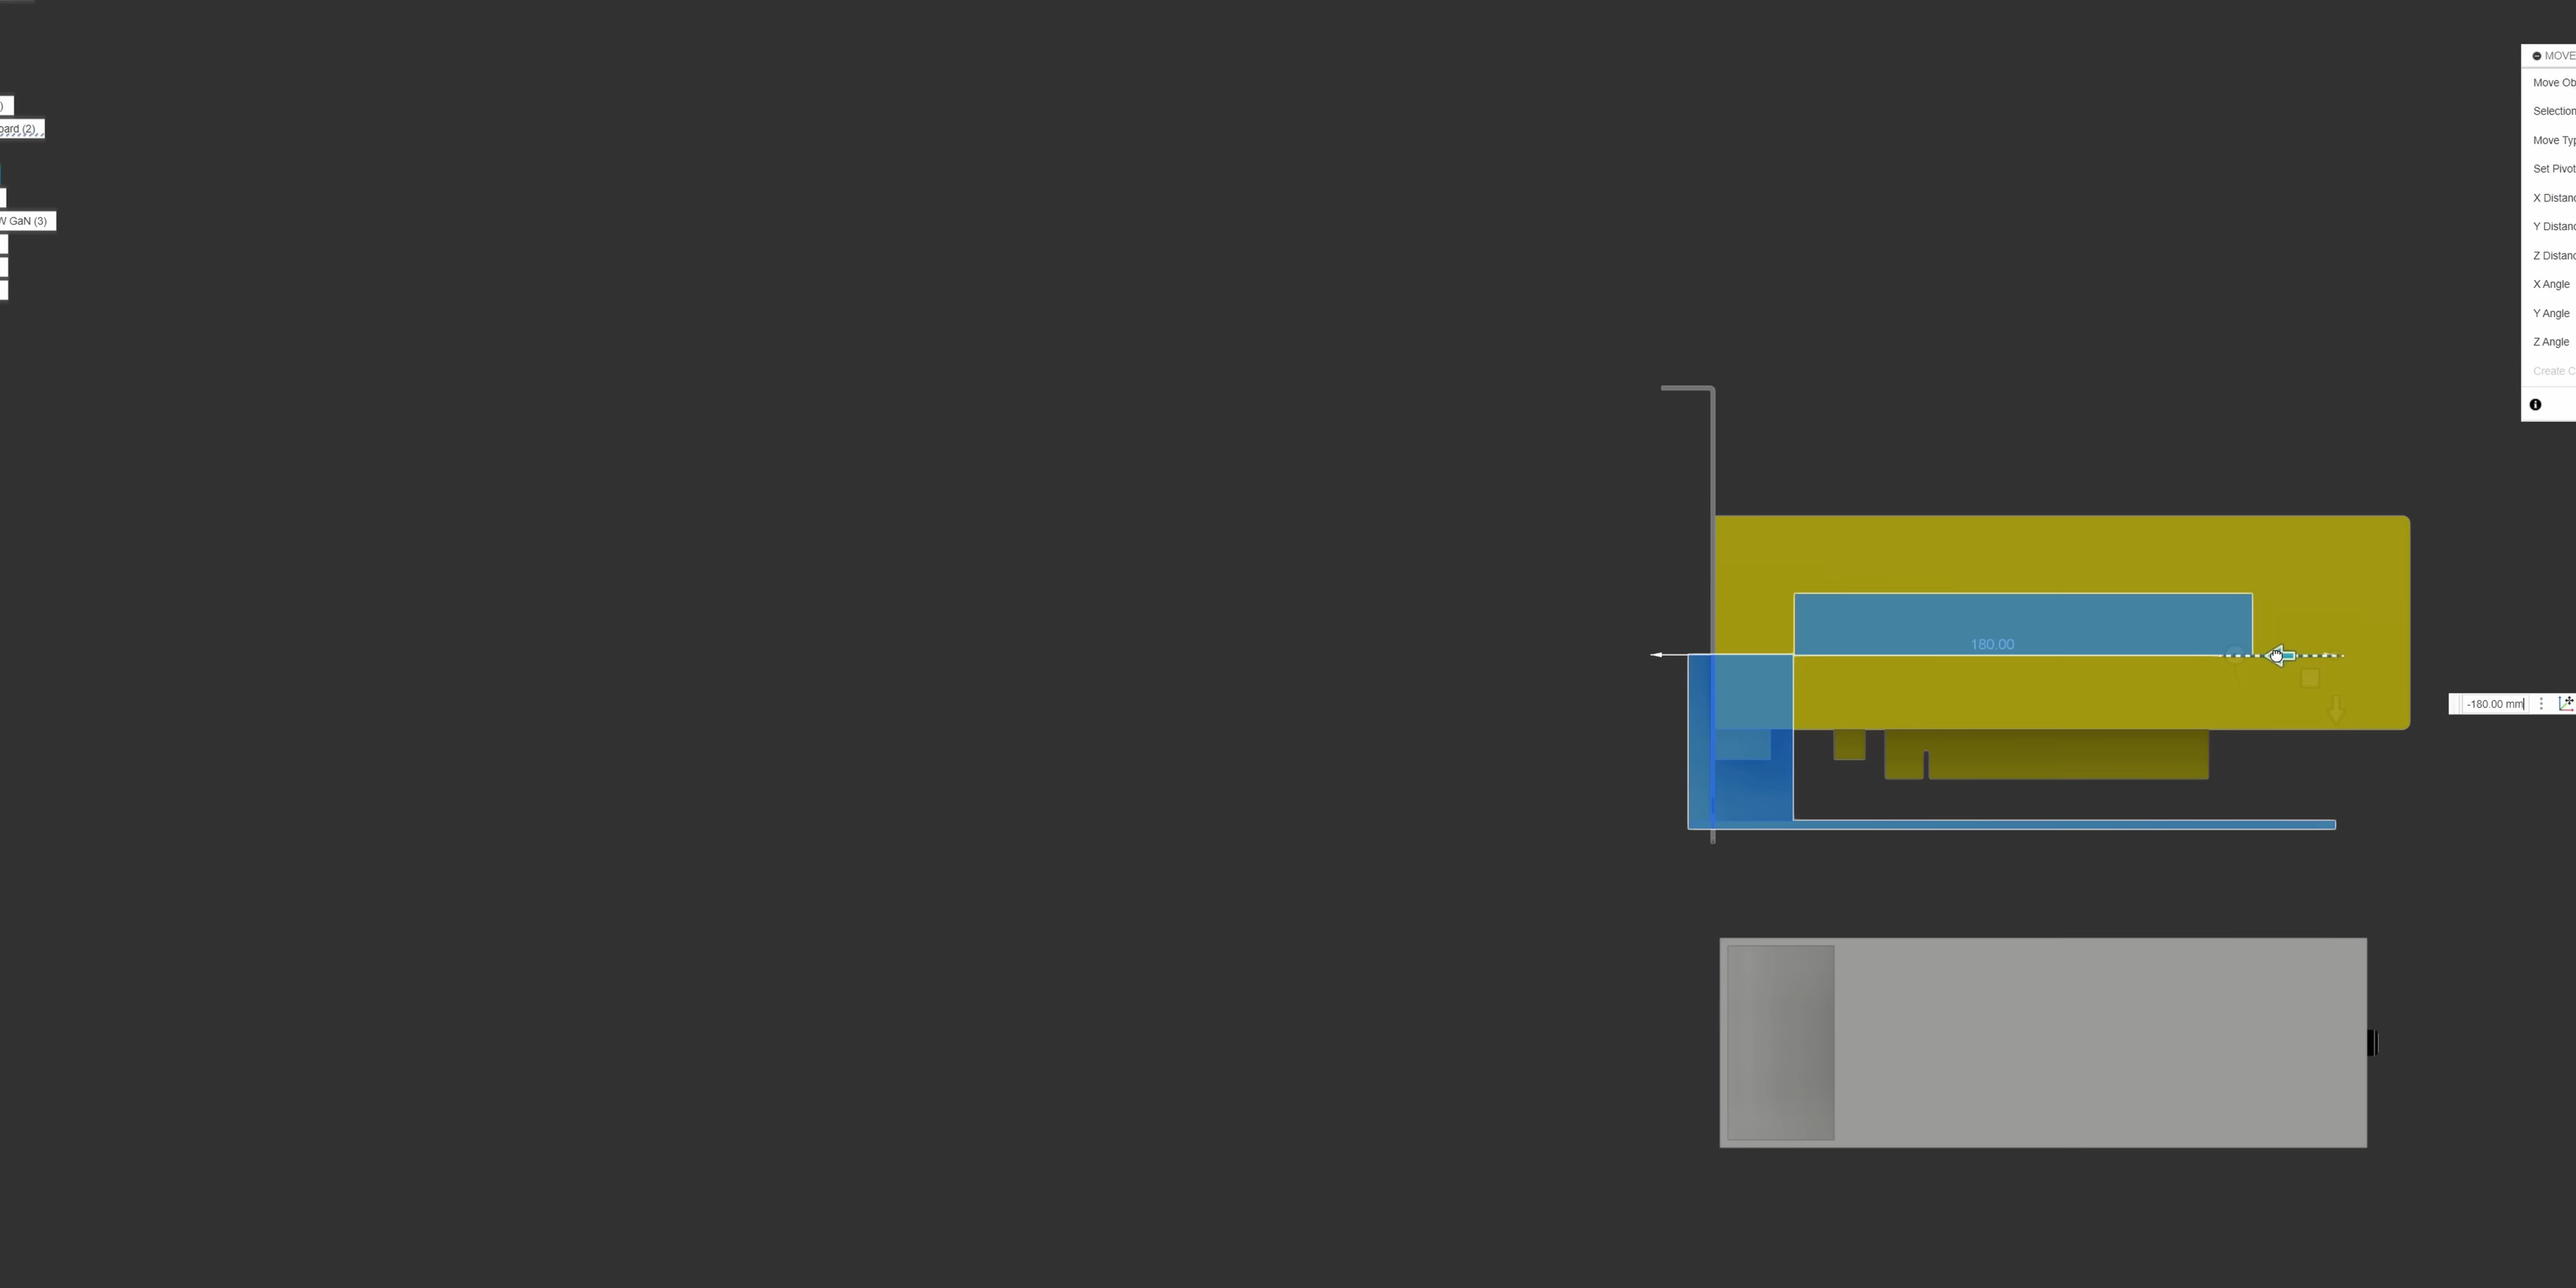 )
oard (2)
W GaN (3)
MOVE
Move Ob
Selection
Move Typ
Set Pivot
X Distanc
Y Distanc
Z Distanc
X Angle
Y Angle
Z Angle
Create C
180.00
-180.00 mm